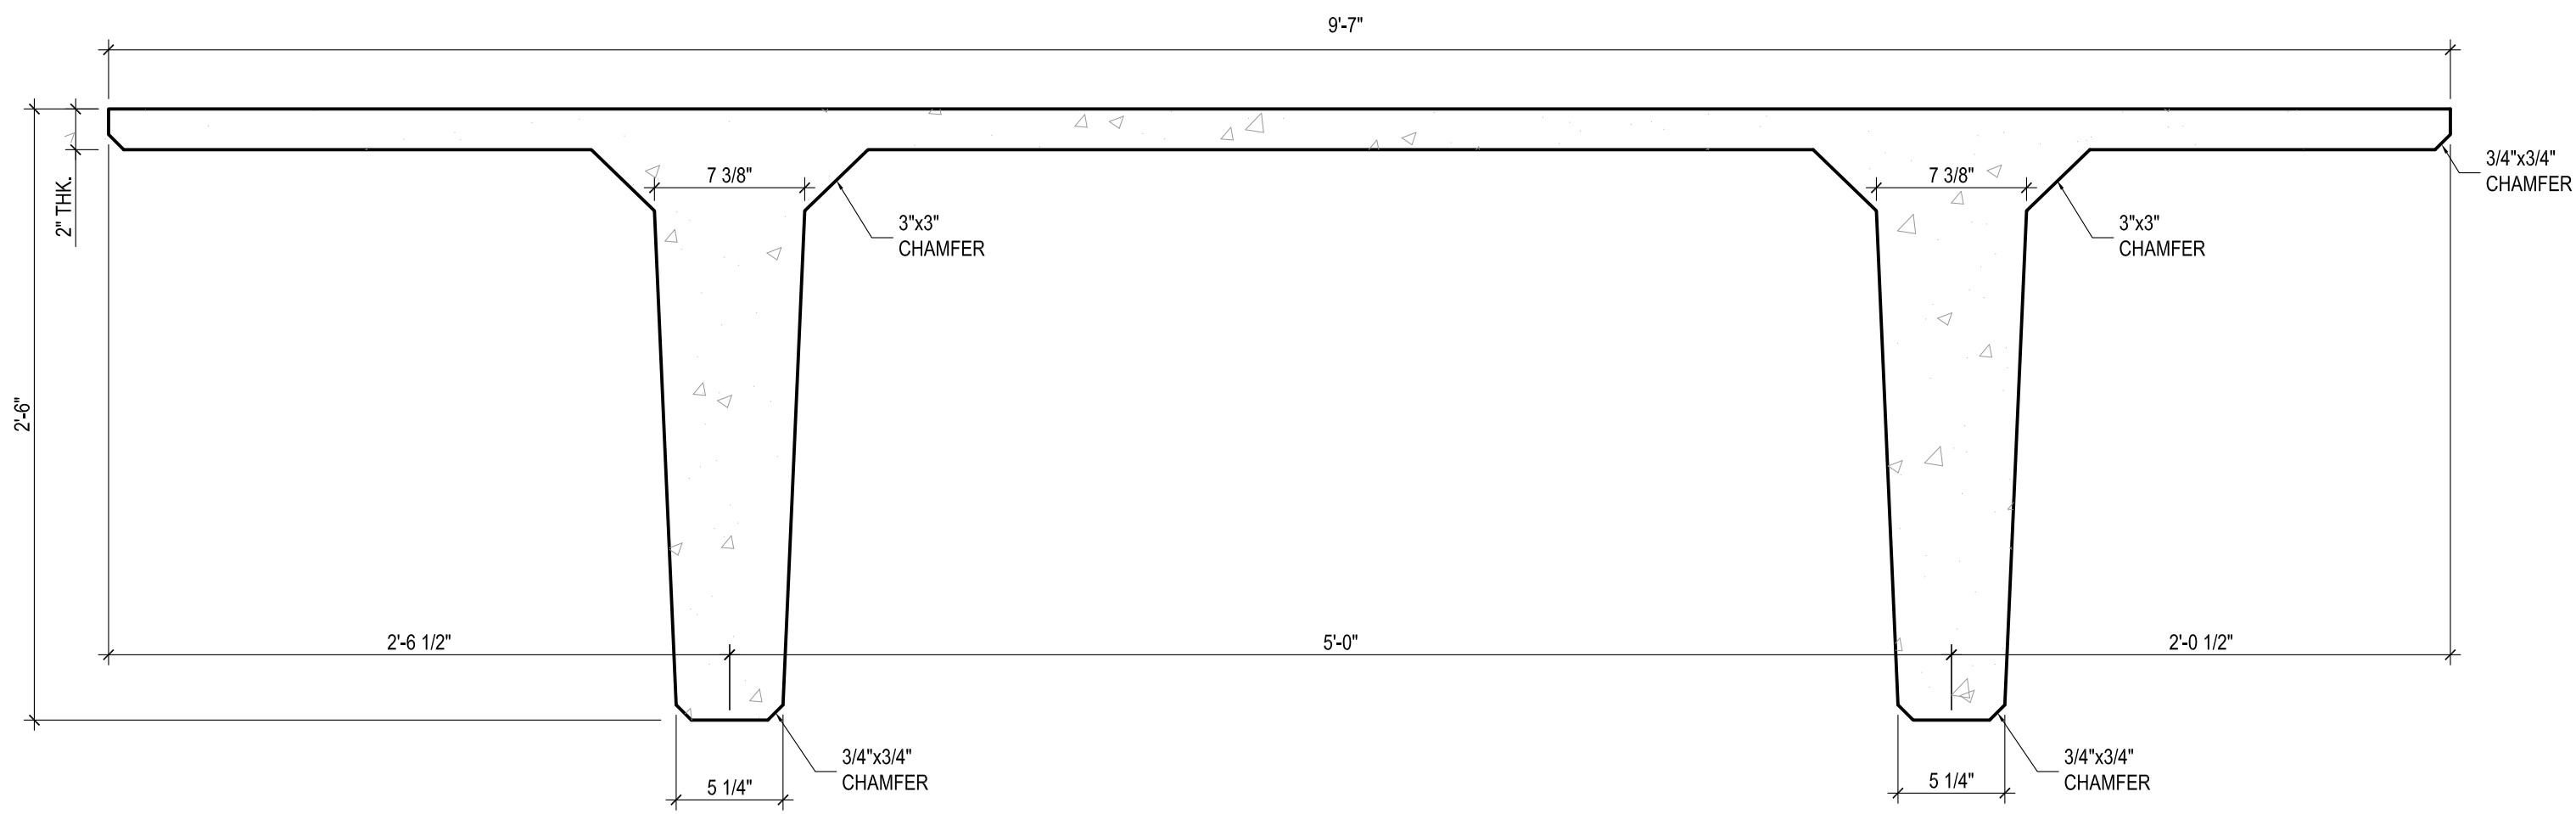 9'-7"
2" THK.
2'-6"
7 3/8"
3"x3"
CHAMFER
7 3/8"
3"x3"
CHAMFER
3/4"x3/4"
CHAMFER
2'-6 1/2"
5'-0"
2'-0 1/2"
5 1/4"
3/4"x3/4"
CHAMFER
5 1/4"
3/4"x3/4"
CHAMFER